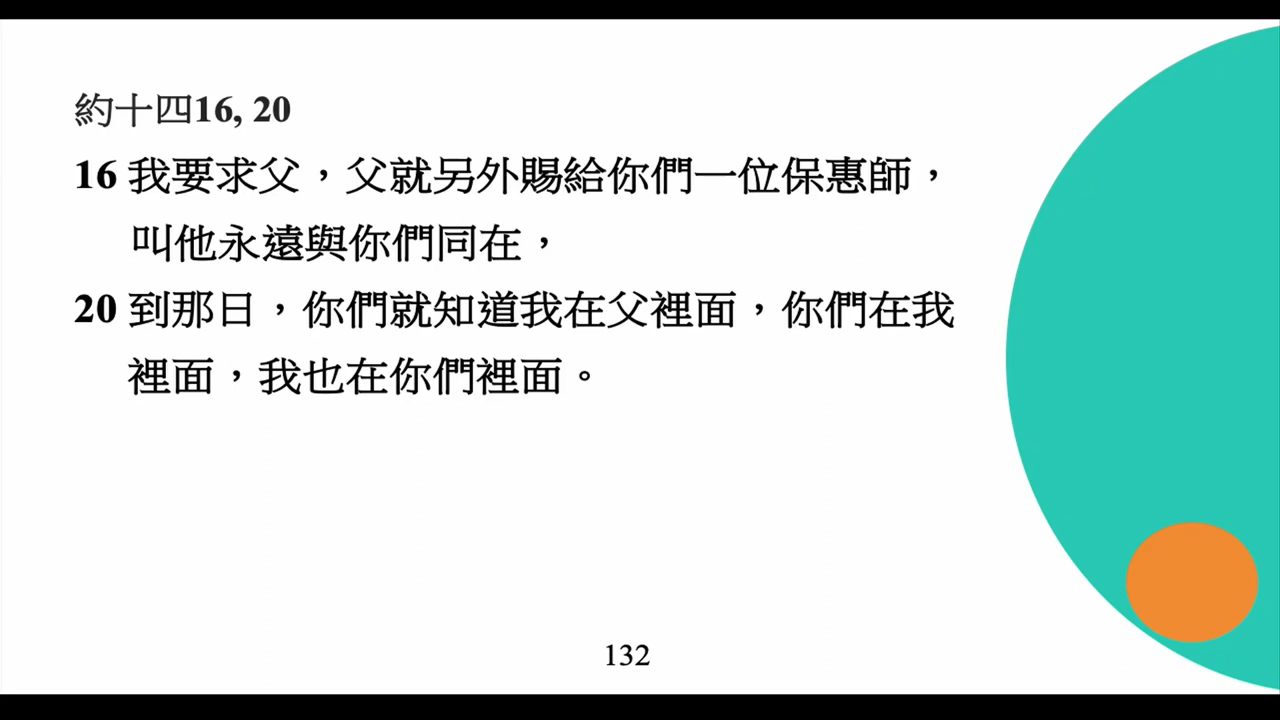 約十四16, 20
16 我要求父，父就另外賜給你們一位保惠師，
叫他永遠與你們同在，
20 到那日，你們就知道我在父裡面，你們在我
裡面，我也在你們裡面。
132